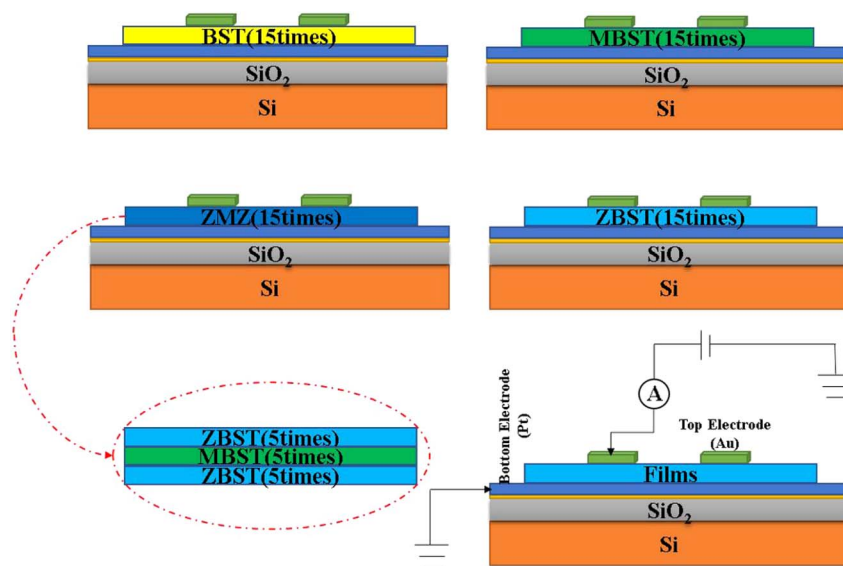 BST(15times)
SiO2
Si
MBST(15times)
SiO2
Si
ZMZ(15times)
SiO2
Si
ZBST(15times)
SiO2
Si
ZBST(5times)
MBST(5times)
ZBST(5times)
A
Bottom Electrode
(Pt)
Top Electrode
(Au)
Films
SiO2
Si